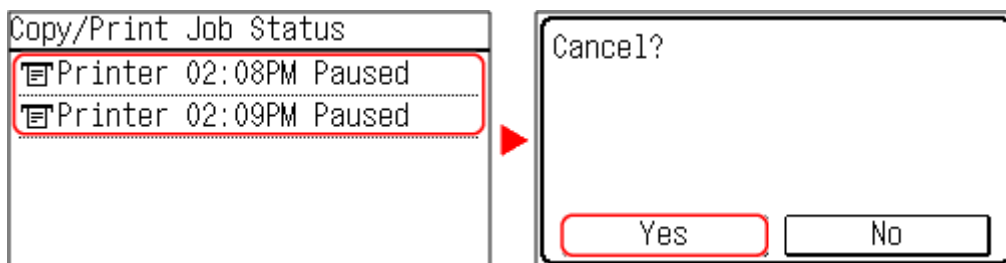 Copy/Print Job Status
Printer 02:08PM Paused
Printer 02:09PM Paused
Cancel?
Yes
No